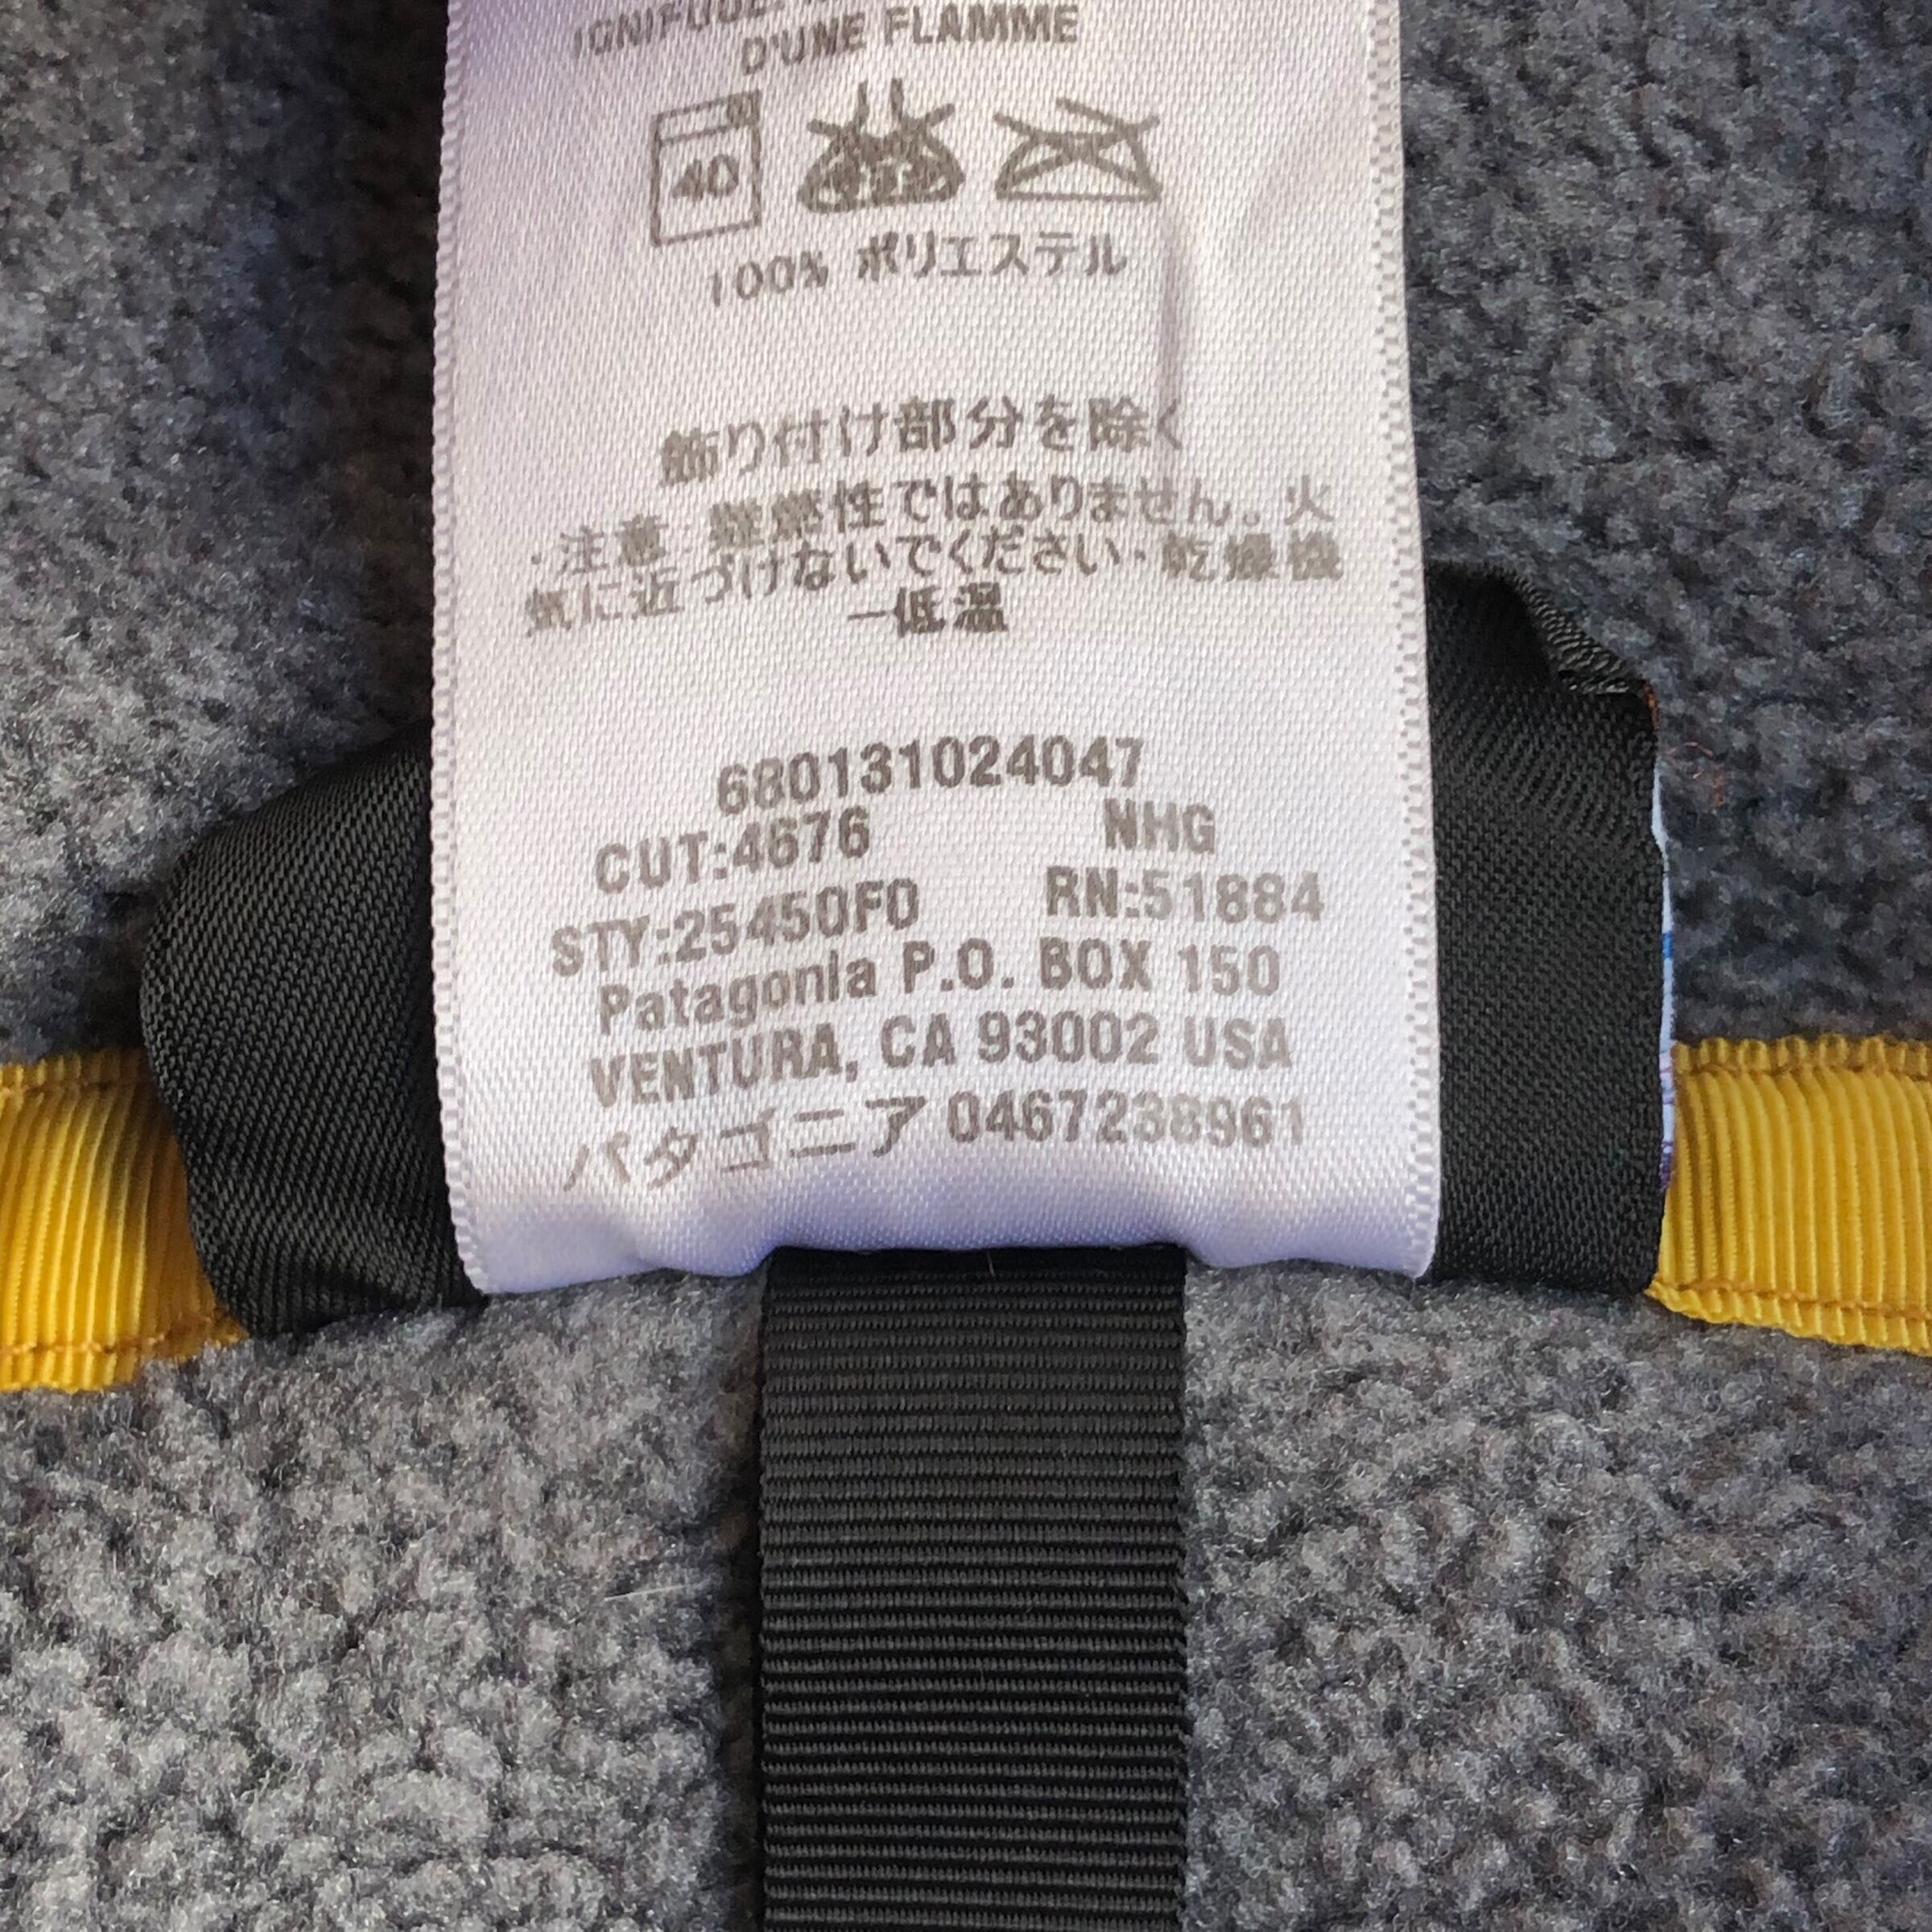 D'UNE FLAMME
40
100% ポリエステル
飾り付け部分を除く
・注意:難燃性ではありません。火
気に近づけないでください・乾燥機
–低温
680131024047
CUT:4676 NHG
STY:25450F0 RN:51884
Patagonia P.O. BOX 150
VENTURA, CA 93002 USA
パタゴニア 0467238961